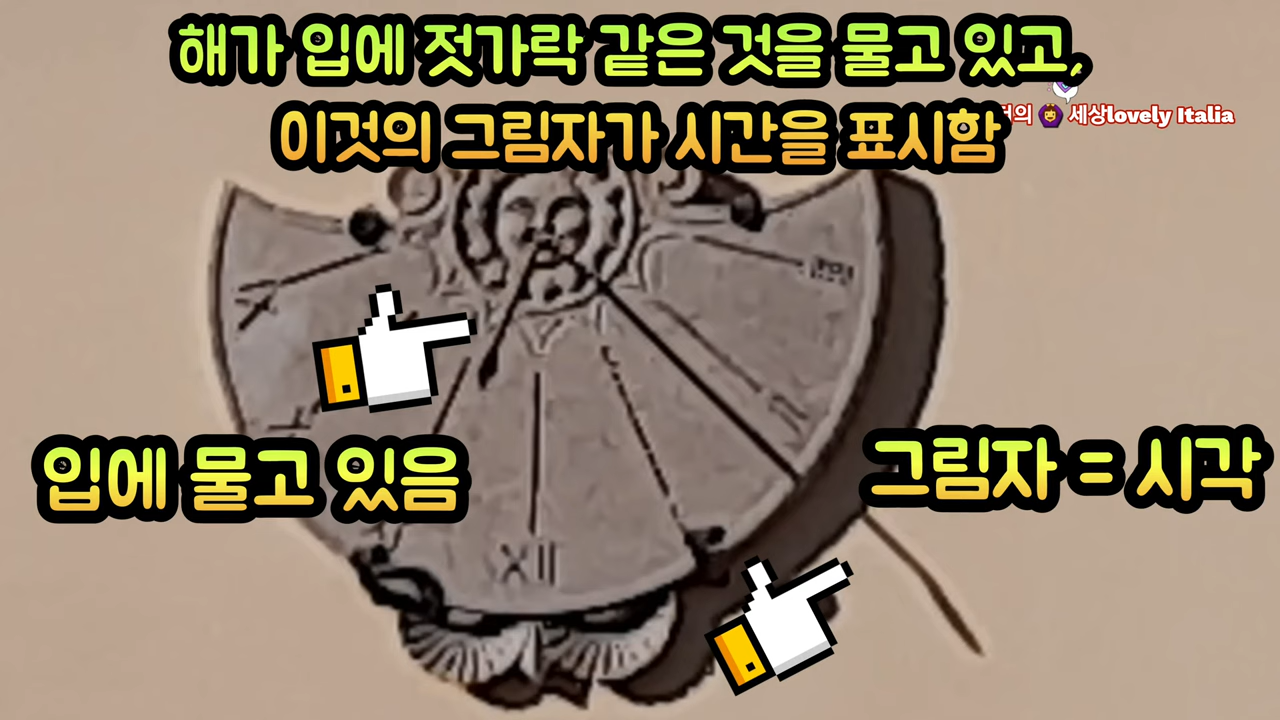 해가 입에 젓가락 같은 것을 물고 있고,
이것의 그림자가 시간을 표시함
세상lovely Italia
입에 물고 있음
그림자 = 시각
XII